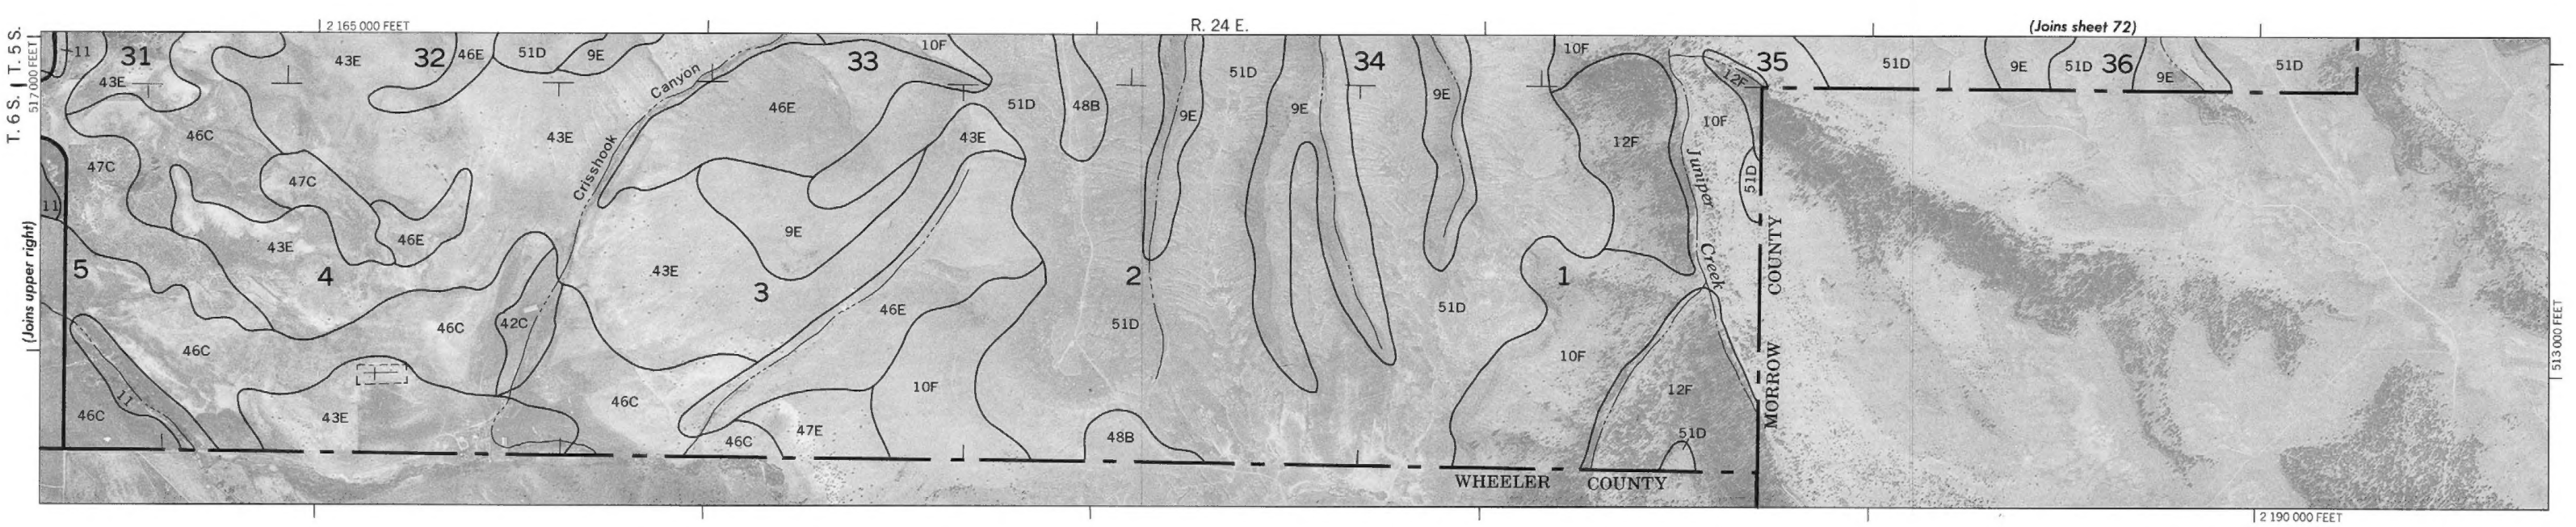 2 165 000 FEET
R. 24 E.
(Joins sheet 72)
T. 6 S. | T. 5 S.
517 000 FEET
11
31
43E
43E
32
46E
51D
9E
Canyon
33
10F
51D
34
10F
35
12F
51D
9E
51D
36
9E
51D
46C
43E
Crisshook
46E
43E
51D
48B
9E
9E
9E
12F
10F
Juniper
51D
47C
47C
11
43E
46E
9E
5
4
43E
3
2
1
Creek
COUNTY
(Joins upper right)
46C
46C
42C
46E
51D
51D
10F
513 000 FEET
46C
11
43E
46C
46C
47E
10F
48B
12F
51D
MORROW
WHEELER COUNTY
2 190 000 FEET